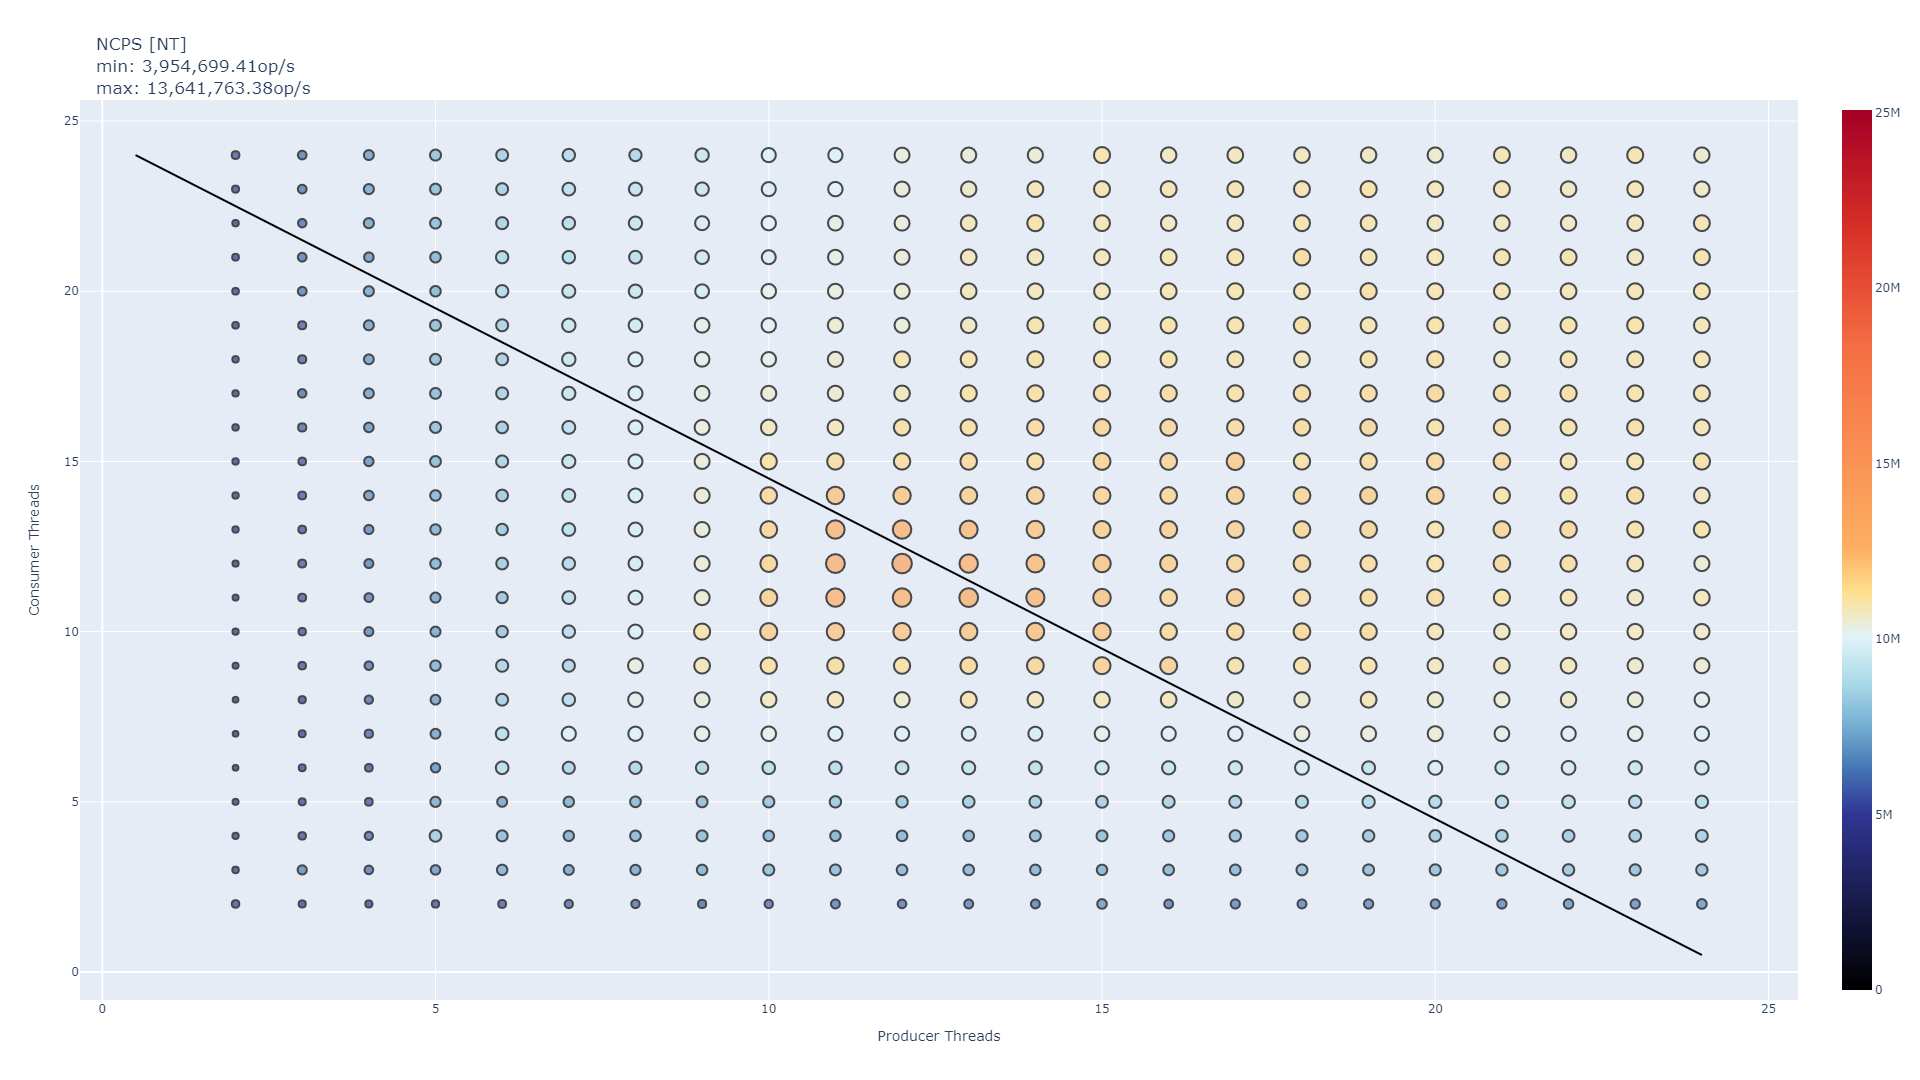 NCPS [NT]
min: 3,954,699.41op/s
max: 13,641,763.38op/s
25
20
15
10
5
0
Consumer Threads
0
5
10
15
20
25
Producer Threads
25M
20M
15M
10M
5M
0